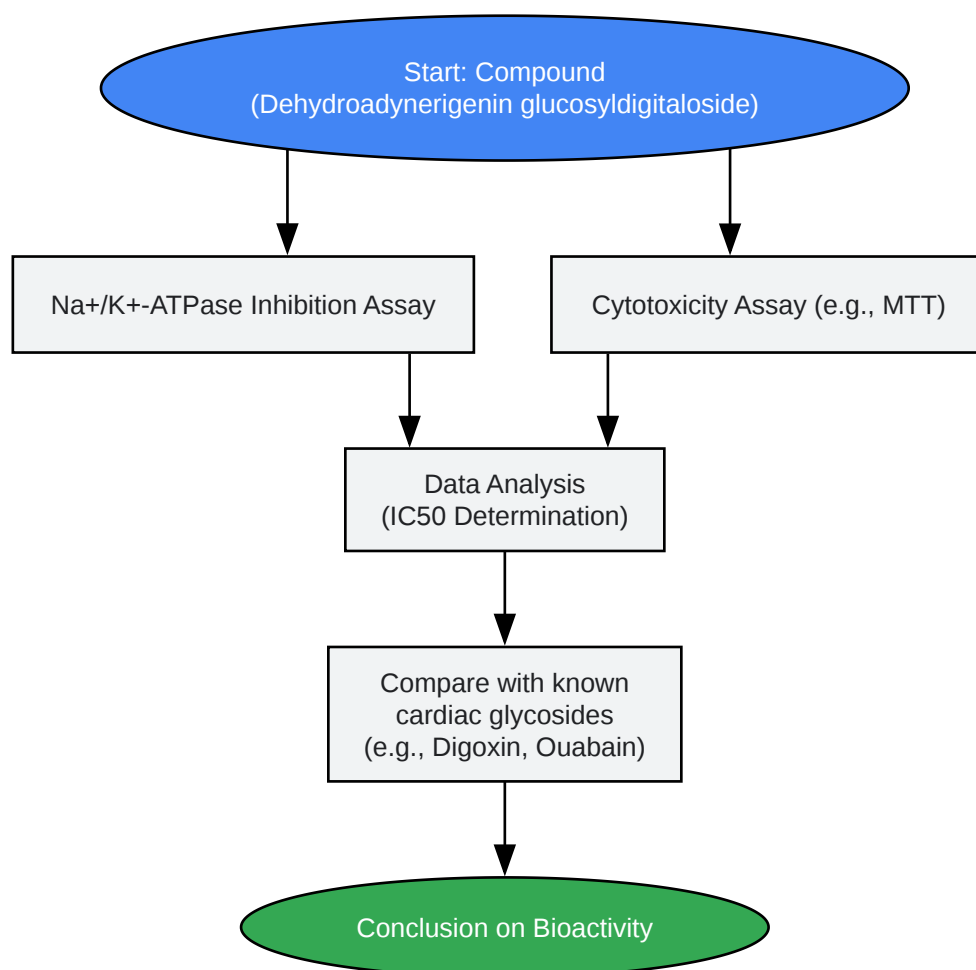 Start: Compound
(Dehydroadynerigenin glucosyldigitaloside)
Na+/K+-ATPase Inhibition Assay
Cytotoxicity Assay (e.g., MTT)
Data Analysis
(IC50 Determination)
Compare with known
cardiac glycosides
(e.g., Digoxin, Ouabain)
Conclusion on Bioactivity